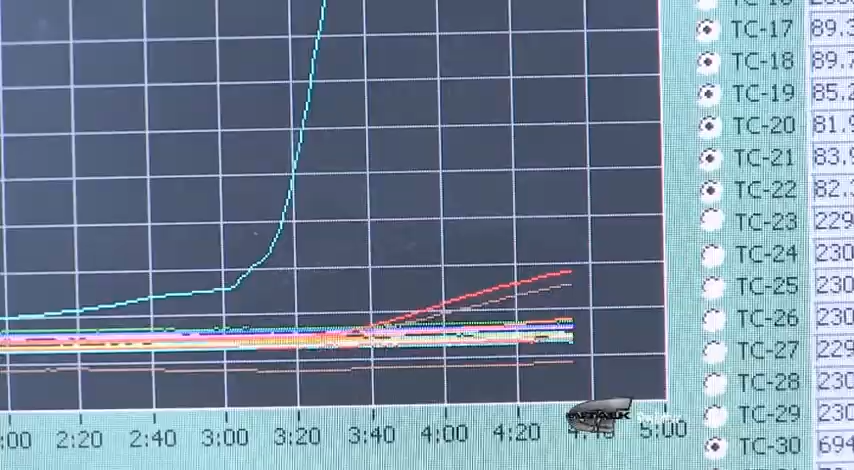 TC-17 89.3
TC-18 89.7
TC-19 85.2
TC-20 81.9
TC-21 83.9
TC-22 82.3
TC-23 229
TC-24 230
TC-25 230
TC-26 230
TC-27 229
TC-28 230
TC-29 230
TC-30 694
:00 2:20 2:40 3:00 3:20 3:40 4:00 4:20 4:40 5:00